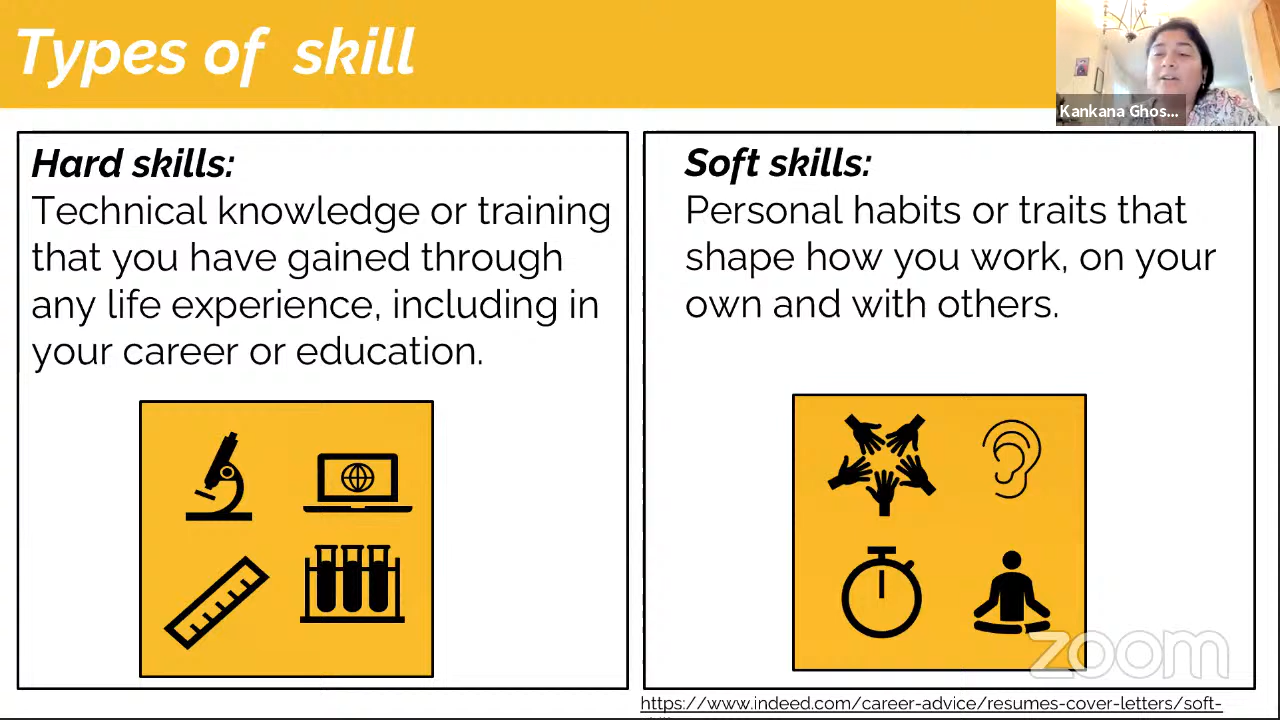 Types of skill
Kankana Ghos...
Hard skills:
Technical knowledge or training
that you have gained through
any life experience, including in
your career or education.
Soft skills:
Personal habits or traits that
shape how you work, on your
own and with others.
zoom
https://www.indeed.com/career-advice/resumes-cover-letters/soft-